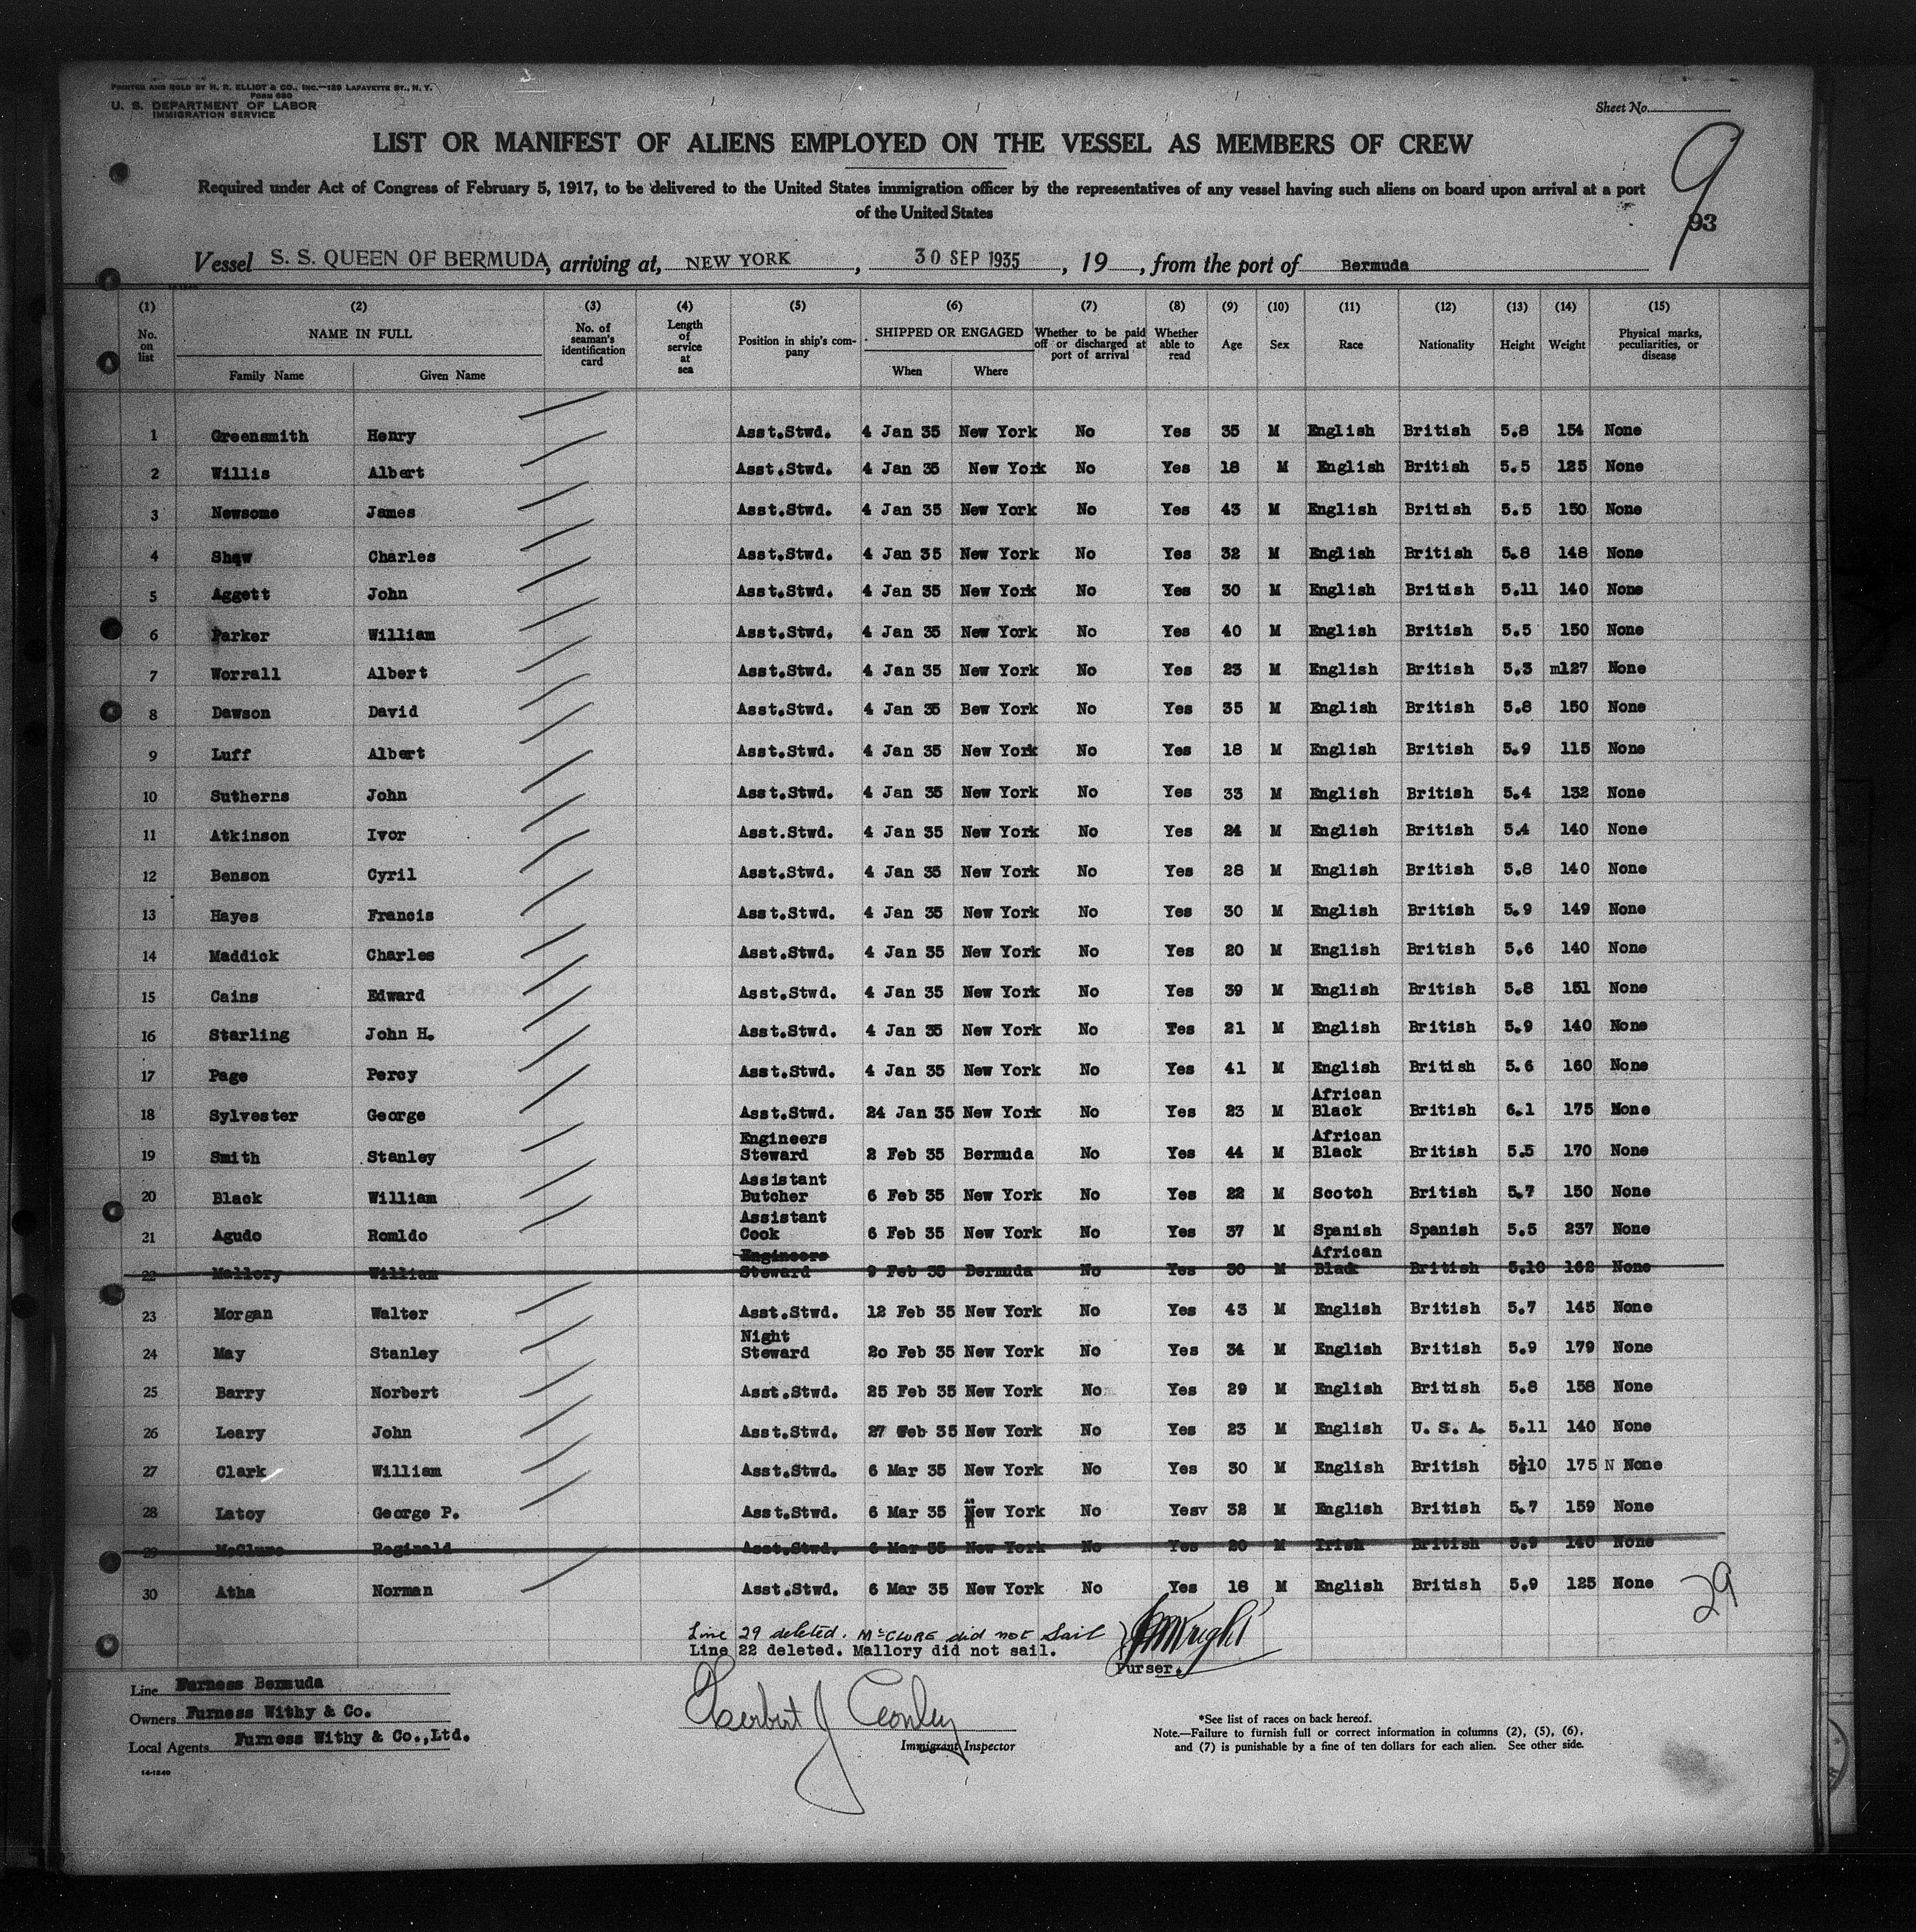 PRINTED AND SOLD BY H. R. ELLIOT & CO., INC.—129 LAFAYETTE ST., N. Y.
FORM 680
U. S. DEPARTMENT OF LABOR
IMMIGRATION SERVICE
Sheet No.
9
LIST OR MANIFEST OF ALIENS EMPLOYED ON THE VESSEL AS MEMBERS OF CREW
Required under Act of Congress of February 5, 1917, to be delivered to the United States immigration officer by the representatives of any vessel having such aliens on board upon arrival at a port
of the United States
93
Vessel S. S. QUEEN OF BERMUDA, arriving at, NEW YORK, 30 SEP 1935, 19, from the port of Bermuda
(1) (2) (3) (4) (5) (6) (7) (8) (9) (10) (11) (12) (13) (14) (15)
No. on list NAME IN FULL Family Name Given Name No. of seaman's identification card Length of service at sea Position in ship's company SHIPPED OR ENGAGED When Where Whether to be paid off or discharged at port of arrival Whether able to read Age Sex Race Nationality Height Weight Physical marks, peculiarities, or disease
1 Greensmith Henry Asst.Stwd. 4 Jan 35 New York No Yes 35 M English British 5.8 154 None
2 Willis Albert Asst.Stwd. 4 Jan 35 New York No Yes 18 M English British 5.5 125 None
3 Newsome James Asst.Stwd. 4 Jan 35 New York No Yes 43 M English British 5.5 150 None
4 Shaw Charles Asst.Stwd. 4 Jan 35 New York No Yes 32 M English British 5.8 148 None
5 Aggett John Asst.Stwd. 4 Jan 35 New York No Yes 30 M English British 5.11 140 None
6 Parker William Asst.Stwd. 4 Jan 35 New York No Yes 40 M English British 5.5 150 None
7 Worrall Albert Asst.Stwd. 4 Jan 35 New York No Yes 23 M English British 5.3 m127 None
8 Dawson David Asst.Stwd. 4 Jan 35 Bew York No Yes 35 M English British 5.8 150 None
9 Luff Albert Asst.Stwd. 4 Jan 35 New York No Yes 18 M English British 5.9 115 None
10 Sutherns John Asst.Stwd. 4 Jan 35 New York No Yes 33 M English British 5.4 132 None
11 Atkinson Ivor Asst.Stwd. 4 Jan 35 New York No Yes 24 M English British 5.4 140 None
12 Benson Cyril Asst.Stwd. 4 Jan 35 New York No Yes 28 M English British 5.8 140 None
13 Hayes Francis Asst.Stwd. 4 Jan 35 New York No Yes 30 M English British 5.9 149 None
14 Maddick Charles Asst.Stwd. 4 Jan 35 New York No Yes 20 M English British 5.6 140 None
15 Cains Edward Asst.Stwd. 4 Jan 35 New York No Yes 39 M English British 5.8 151 None
16 Starling John H. Asst.Stwd. 4 Jan 35 New York No Yes 21 M English British 5.9 140 None
17 Page Percy Asst.Stwd. 4 Jan 35 New York No Yes 41 M English British 5.6 160 None
18 Sylvester George Asst.Stwd. 24 Jan 35 New York No Yes 23 M African Black British 6.1 175 None
19 Smith Stanley Engineers Steward 2 Feb 35 Bermuda No Yes 44 M African Black British 5.5 170 None
20 Black William Assistant Butcher 6 Feb 35 New York No Yes 22 M Scotch British 5.7 150 None
21 Agudo Romldo Assistant Cook 6 Feb 35 New York No Yes 37 M Spanish Spanish 5.5 237 None
22 Mallory William Engineers Steward 9 Feb 35 Bermuda No Yes 30 M African Black British 5.10 162 None
23 Morgan Walter Asst.Stwd. 12 Feb 35 New York No Yes 43 M English British 5.7 145 None
24 May Stanley Night Steward 20 Feb 35 New York No Yes 34 M English British 5.9 179 None
25 Barry Norbert Asst.Stwd. 25 Feb 35 New York No Yes 29 M English British 5.8 158 None
26 Leary John Asst.Stwd. 27 Feb 35 New York No Yes 23 M English U. S. A. 5.11 140 None
27 Clark William Asst.Stwd. 6 Mar 35 New York No Yes 30 M English British 5½10 175 N None
28 Latoy George P. Asst.Stwd. 6 Mar 35 New York No Yesv 32 M English British 5.7 159 None
29 McClure Reginald Asst.Stwd. 6 Mar 35 New York No Yes 20 M Irish British 5.9 140 None
30 Atha Norman Asst.Stwd. 6 Mar 35 New York No Yes 18 M English British 5.9 125 None
29
Line 29 deleted. McCLURE did not sail
Line 22 deleted. Mallory did not sail.
Purser.
Line Furness Bermuda
Owners Furness Withy & Co.
Local Agents Furness Withy & Co.,Ltd.
14-1240
Herbert J Conley
Immigrant Inspector
*See list of races on back hereof.
Note.—Failure to furnish full or correct information in columns (2), (5), (6),
and (7) is punishable by a fine of ten dollars for each alien. See other side.